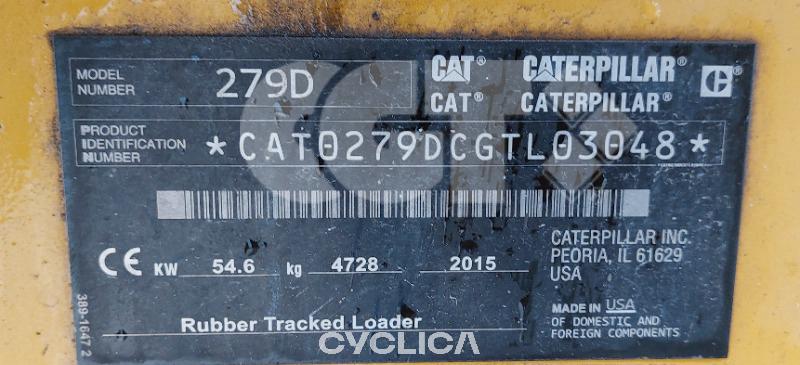 MODEL NUMBER 279D
CAT® CATERPILLAR®
CAT® CATERPILLAR®
PRODUCT IDENTIFICATION NUMBER *CAT0279DCGTL03048*
CATERPILLAR INC.
PEORIA, IL 61629
USA
CE KW 54.6 kg 4728 2015
MADE IN USA
OF DOMESTIC AND
FOREIGN COMPONENTS
Rubber Tracked Loader
389-1647 2
CYCLICA